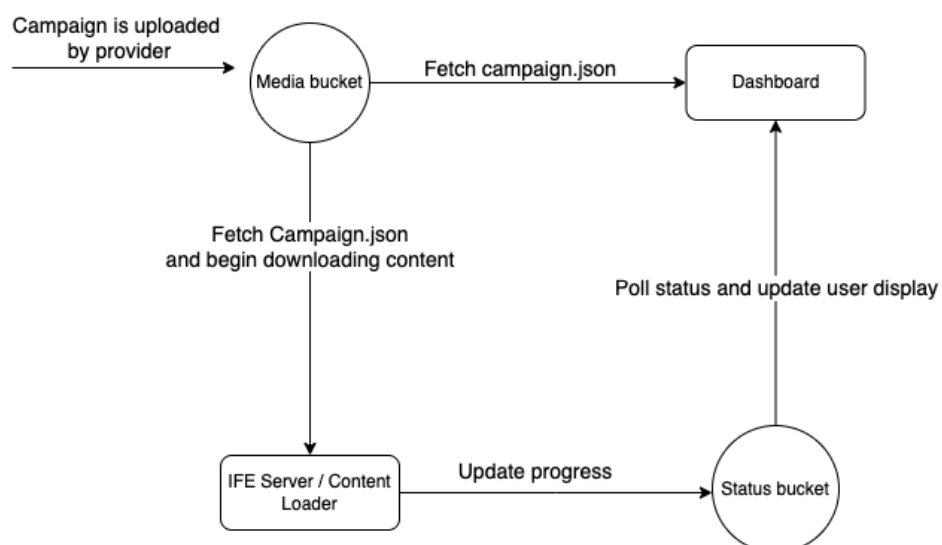 Campaign is uploaded
by provider
Media bucket
Fetch campaign.json
Dashboard
Fetch Campaign.json
and begin downloading content
Poll status and update user display
IFE Server / Content
Loader
Update progress
Status bucket